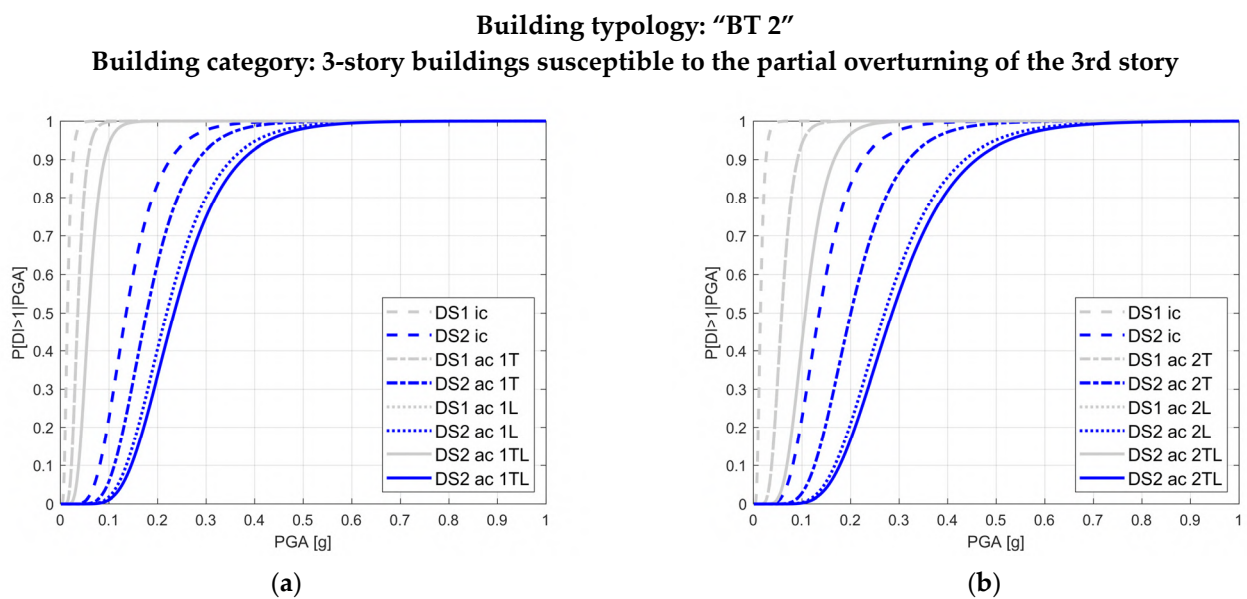 Building typology: “BT 2”
Building category: 3-story buildings susceptible to the partial overturning of the 3rd story
P[DI>1|PGA]
1
0.9
0.8
0.7
0.6
0.5
0.4
0.3
0.2
0.1
0
DS1 ic
DS2 ic
DS1 ac 1T
DS2 ac 1T
DS1 ac 1L
DS2 ac 1L
DS2 ac 1TL
DS2 ac 1TL
0 0.1 0.2 0.3 0.4 0.5 0.6 0.7 0.8 0.9 1
PGA [g]
(a)
P[DI>1|PGA]
1
0.9
0.8
0.7
0.6
0.5
0.4
0.3
0.2
0.1
0
DS1 ic
DS2 ic
DS1 ac 2T
DS2 ac 2T
DS1 ac 2L
DS2 ac 2L
DS2 ac 2TL
DS2 ac 2TL
0 0.1 0.2 0.3 0.4 0.5 0.6 0.7 0.8 0.9 1
PGA [g]
(b)